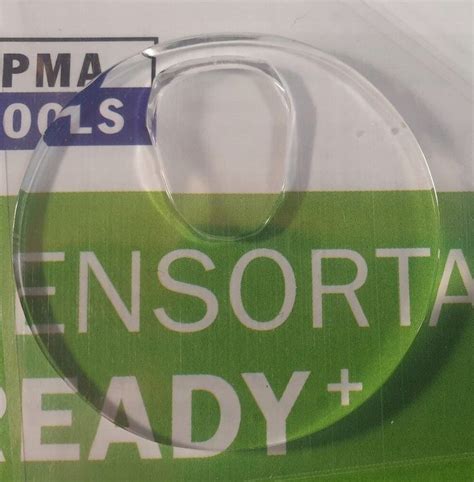 PMA
OOLS
ENSORTA
READY+